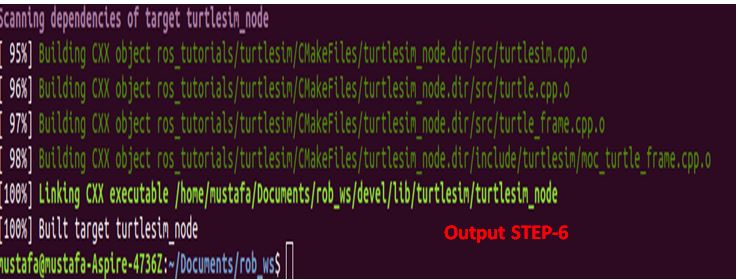 Scanning dependencies of target turtlesim_node
[ 95%] Building CXX object ros_tutorials/turtlesim/CMakeFiles/turtlesim_node.dir/src/turtlesim.cpp.o
[ 96%] Building CXX object ros_tutorials/turtlesim/CMakeFiles/turtlesim_node.dir/src/turtle.cpp.o
[ 97%] Building CXX object ros_tutorials/turtlesim/CMakeFiles/turtlesim_node.dir/src/turtle_frame.cpp.o
[ 98%] Building CXX object ros_tutorials/turtlesim/CMakeFiles/turtlesim_node.dir/include/turtlesim/moc_turtle_frame.cpp.o
[100%] Linking CXX executable /home/mustafa/Documents/rob_ws/devel/lib/turtlesim/turtlesim_node
[100%] Built target turtlesim_node
Output STEP-6
mustafa@mustafa-Aspire-4736Z:~/Documents/rob_ws$